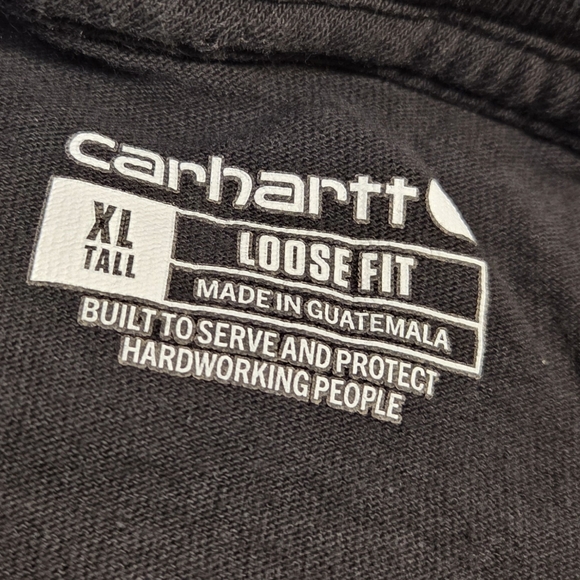 carhartt
XL
TALL
LOOSE FIT
MADE IN GUATEMALA
BUILT TO SERVE AND PROTECT
HARDWORKING PEOPLE